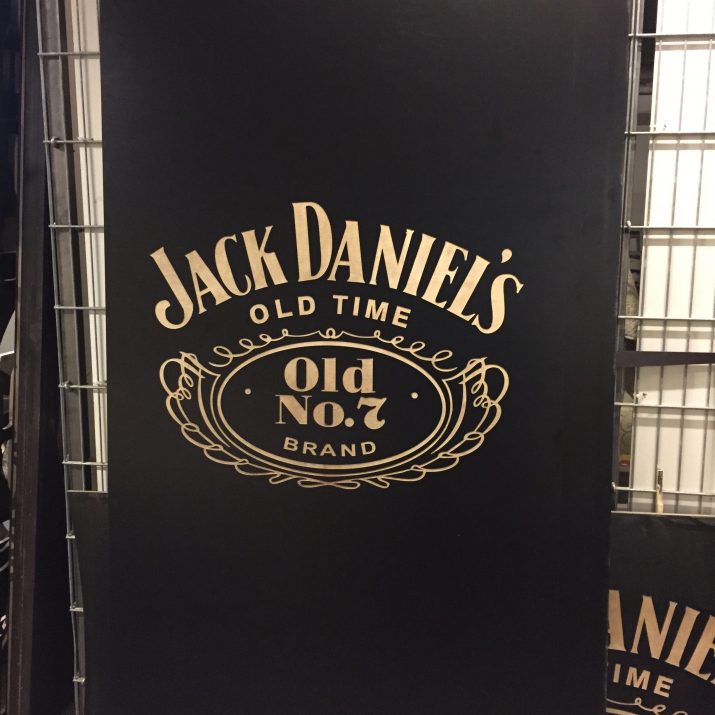 JACK DANIEL'S
OLD TIME
Old
No.7
BRAND
ANIE
IME